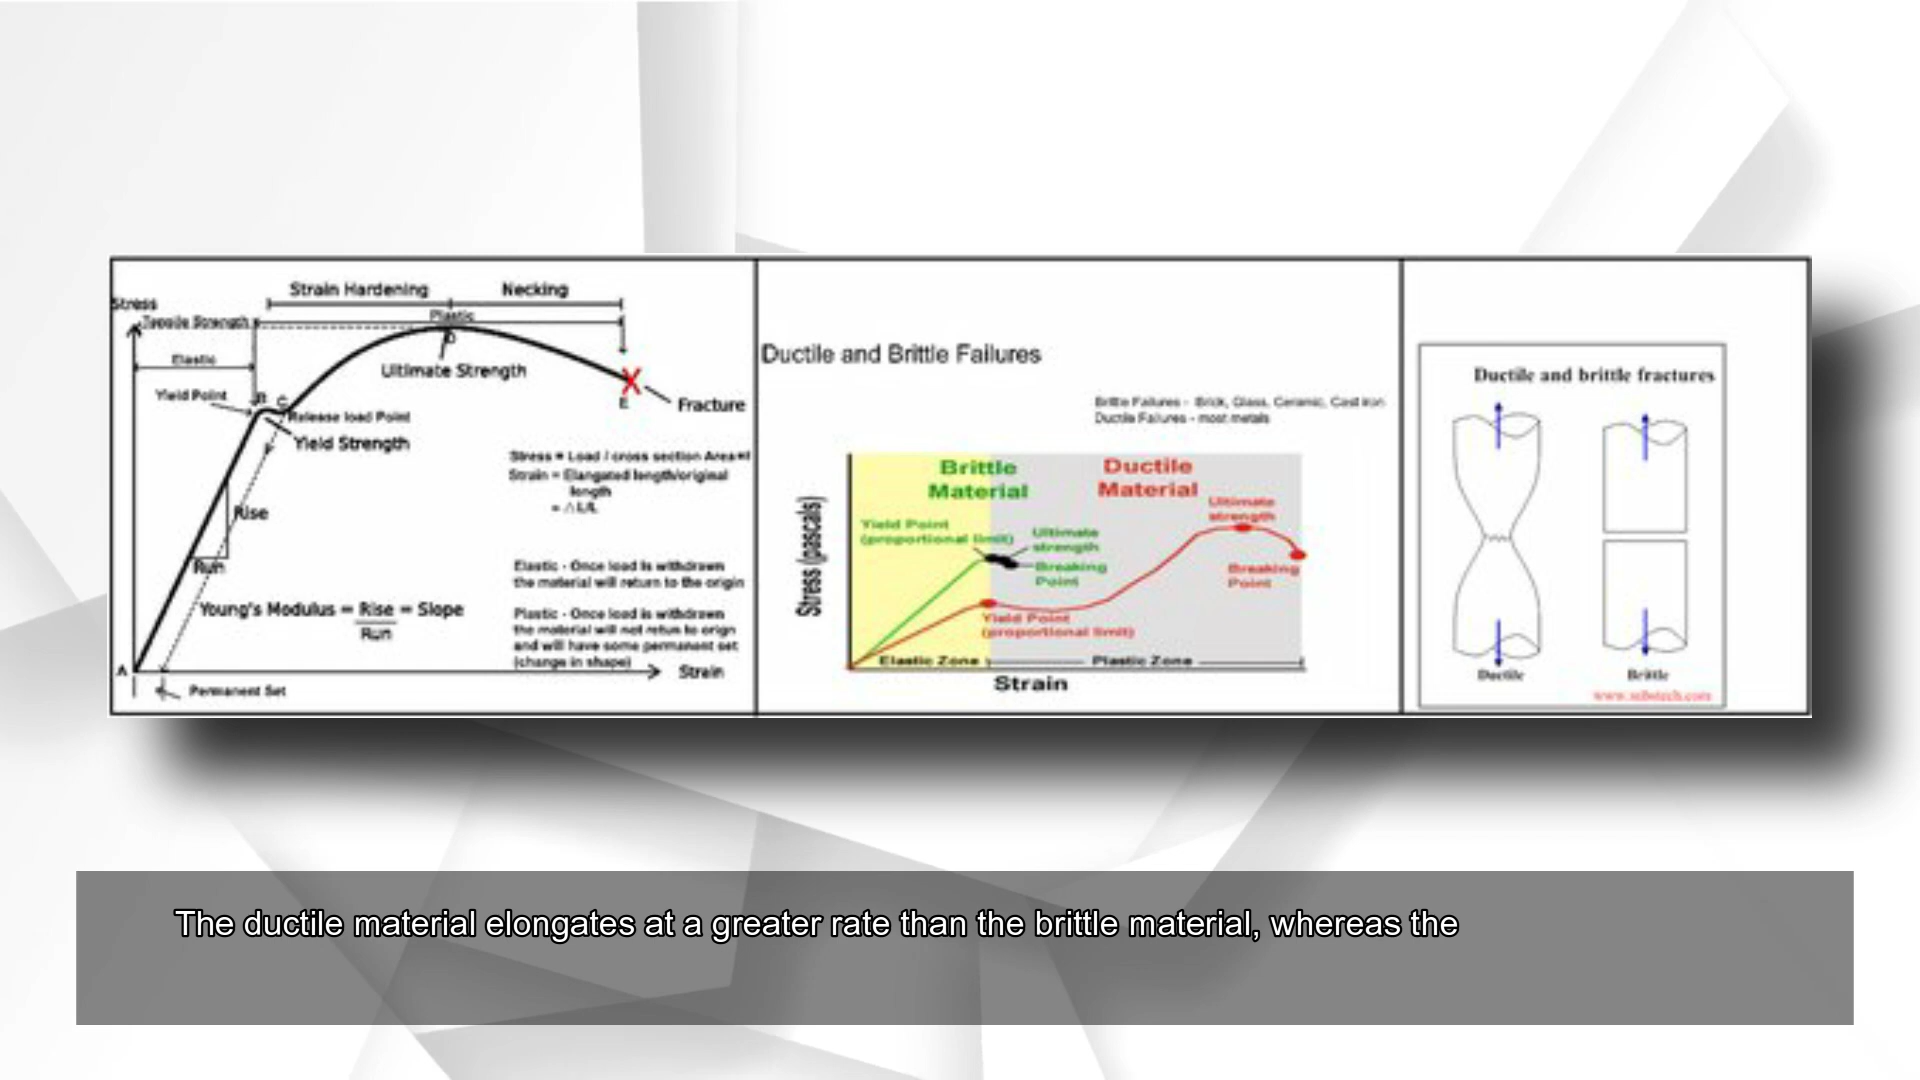 Strain Hardening
Necking
Stress
Tensile Strength
Plastic
Elastic
D
Ultimate Strength
Yield Point
B
C
E
Fracture
Release load Point
Yield Strength
Stress = Load / cross section Area =
Strain = Elangated length/original
length
= △L/L
Rise
Run
Elastic - Once load is withdrawn
the material will return to the origin
Young's Modulus = Rise = Slope
Run
Plastic - Once load is withdrawn
the material will not retun to orign
and will have some permanent set
(change in shape)
A
Strain
Permanent Set
Ductile and Brittle Failures
Brittle Failures - Brick, Glass, Ceramic, Cast iron
Ductile Failures - most metals
Brittle
Material
Ductile
Material
Stress (pascals)
Yield Point
(proportional limit)
Ultimate
strength
Breaking
Point
Ultimate
strength
Breaking
Point
Yield Point
(proportional limit)
Elastic Zone
Plastic Zone
Strain
Ductile and brittle fractures
Ductile
Brittle
The ductile material elongates at a greater rate than the brittle material, whereas the